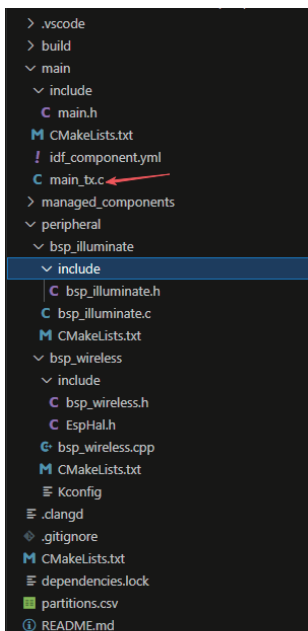 .vscode
build
main
include
C main.h
M CMakeLists.txt
! idf_component.yml
C main_tx.c
managed_components
peripheral
bsp_illuminate
include
C bsp_illuminate.h
C bsp_illuminate.c
M CMakeLists.txt
bsp_wireless
include
C bsp_wireless.h
C EspHal.h
G+ bsp_wireless.cpp
M CMakeLists.txt
Kconfig
.clangd
.gitignore
M CMakeLists.txt
dependencies.lock
partitions.csv
README.md